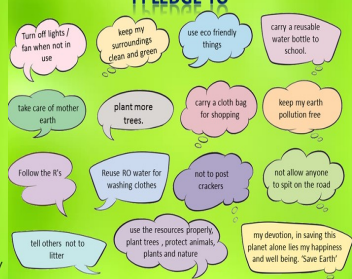 I PLEDGE TO
Turn off lights /
fan when not in
use
keep my
surroundings
clean and green
use eco friendly
things
carry a reusable
water bottle to
school.
take care of mother
earth
plant more
trees.
carry a cloth bag
for shopping
keep my earth
pollution free
Follow the R's
Reuse RO water for
washing clothes
not to post
crackers
not allow anyone
to spit on the road
tell others not to
litter
use the resources properly,
plant trees , protect animals,
plants and nature
my devotion, in saving this
planet alone lies my happiness
and well being. 'Save Earth'